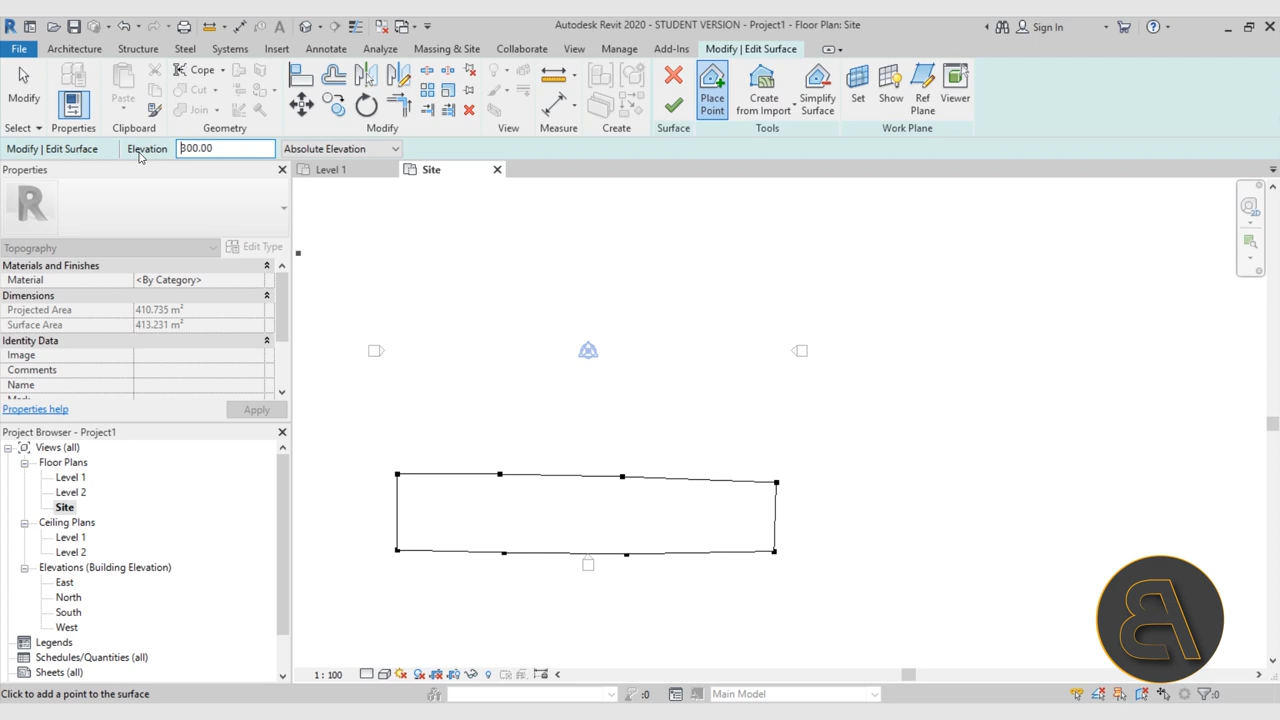 Autodesk Revit 2020 - STUDENT VERSION - Project1 - Floor Plan: Site
Sign In
File Architecture Structure Steel Systems Insert Annotate Analyze Massing & Site Collaborate View Manage Add-Ins Modify | Edit Surface
Modify
Paste
Cope
Cut
Join
Place Point
Create from Import
Simplify Surface
Set
Show
Ref Plane
Viewer
Select Properties Clipboard Geometry Modify View Measure Create Surface Tools Work Plane
Modify | Edit Surface Elevation 300.00 Absolute Elevation
Properties
Level 1
Site
Topography
Edit Type
Materials and Finishes
Material <By Category>
Dimensions
Projected Area 410.735 m²
Surface Area 413.231 m²
Identity Data
Image
Comments
Name
Mark
Properties help
Apply
Project Browser - Project1
Views (all)
Floor Plans
Level 1
Level 2
Site
Ceiling Plans
Level 1
Level 2
Elevations (Building Elevation)
East
North
South
West
Legends
Schedules/Quantities (all)
Sheets (all)
1 : 100
Click to add a point to the surface
:0
Main Model
:0